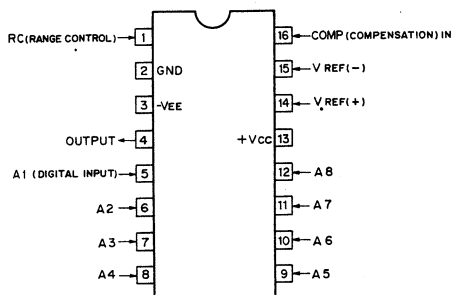 RC(RANGE CONTROL) 1
2 GND
3 -VEE
OUTPUT 4
A1 (DIGITAL INPUT) 5
A2 6
A3 7
A4 8
16 COMP(COMPENSATION) IN
15 V REF(-)
14 V REF(+)
+VCC 13
12 A8
11 A7
10 A6
9 A5